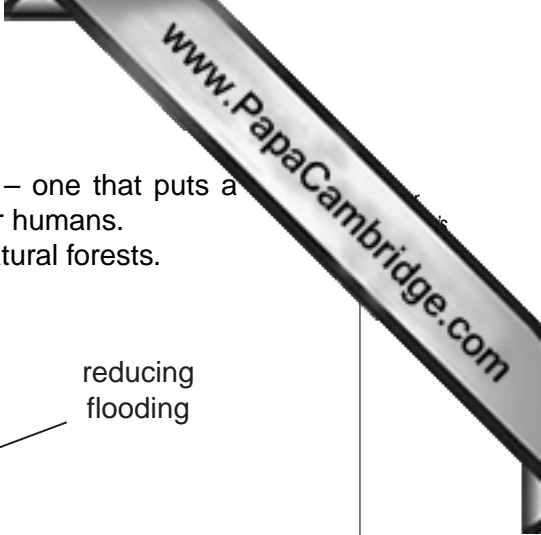 www.PapaCambridge.com
– one that puts a
r humans.
tural forests.
reducing
flooding